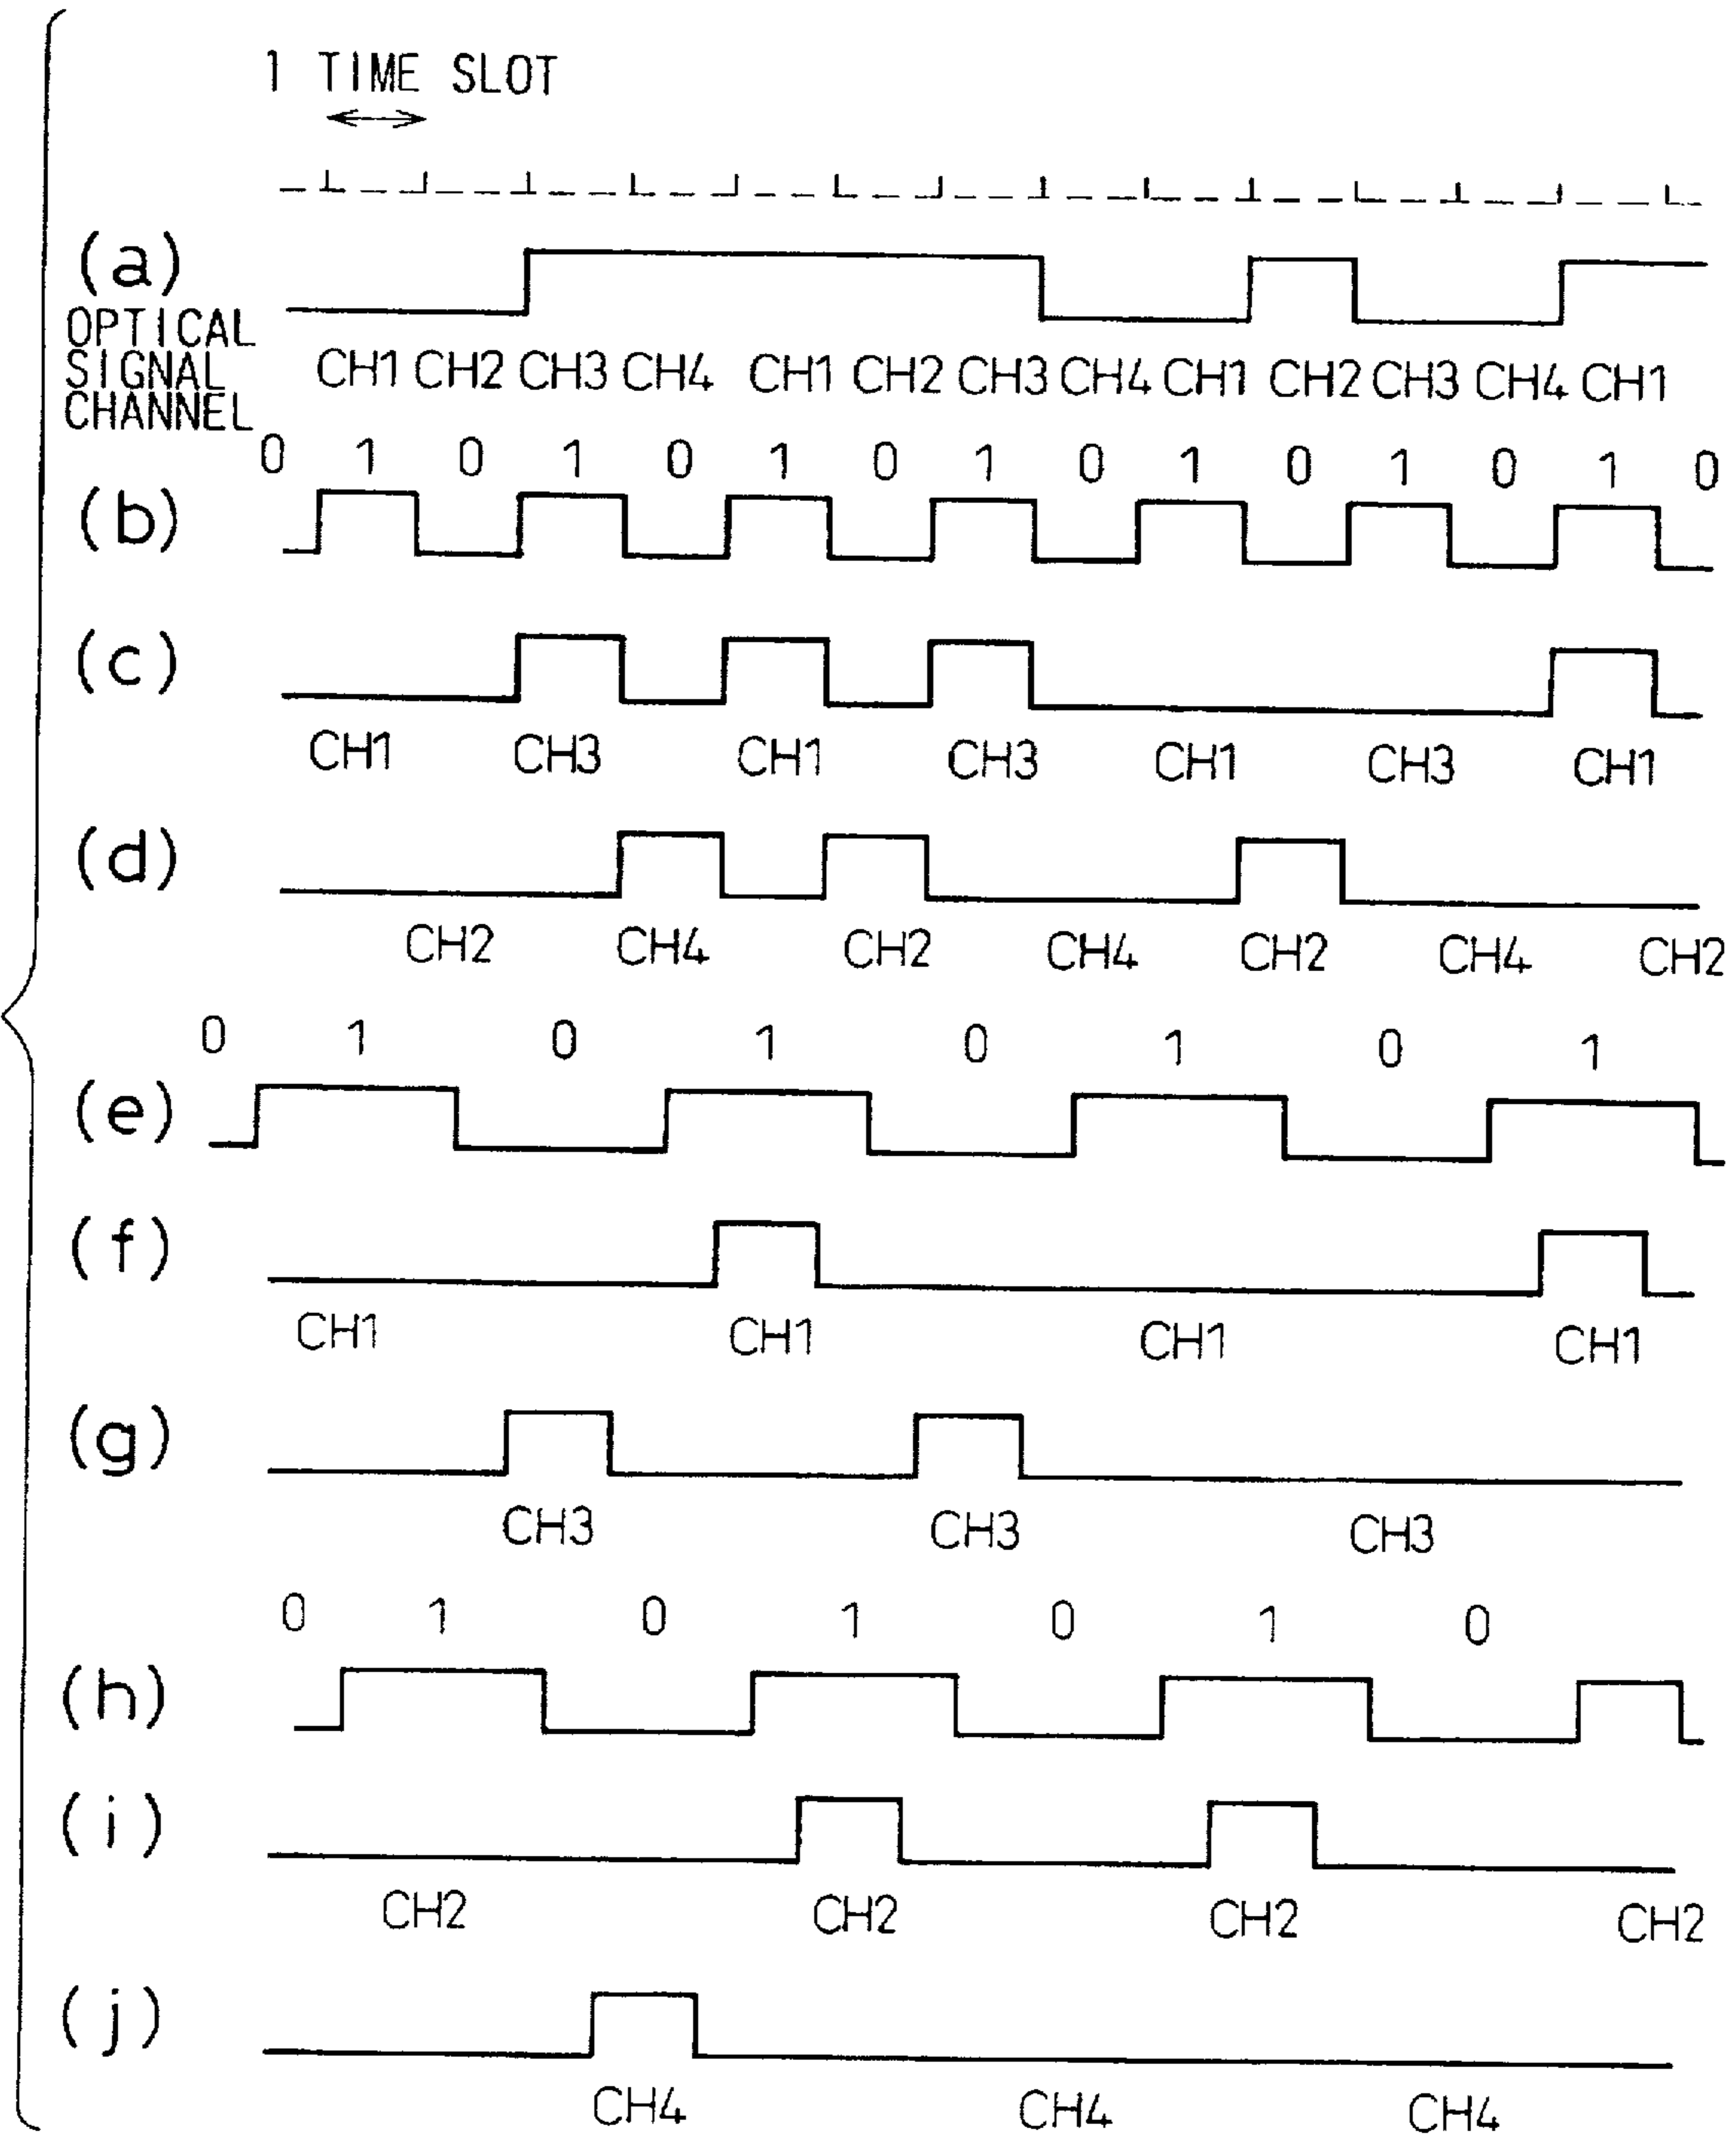 1 TIME SLOT
(a)
OPTICAL
SIGNAL
CHANNEL
CH1 CH2 CH3 CH4 CH1 CH2 CH3 CH4 CH1 CH2 CH3 CH4 CH1
0 1 0 1 0 1 0 1 0 1 0 1 0 1 0
(b)
(c)
CH1 CH3 CH1 CH3 CH1 CH3 CH1
(d)
CH2 CH4 CH2 CH4 CH2 CH4 CH2
0 1 0 1 0 1 0 1
(e)
(f)
CH1 CH1 CH1 CH1
(g)
CH3 CH3 CH3
0 1 0 1 0 1 0
(h)
(i)
CH2 CH2 CH2 CH2
(j)
CH4 CH4 CH4